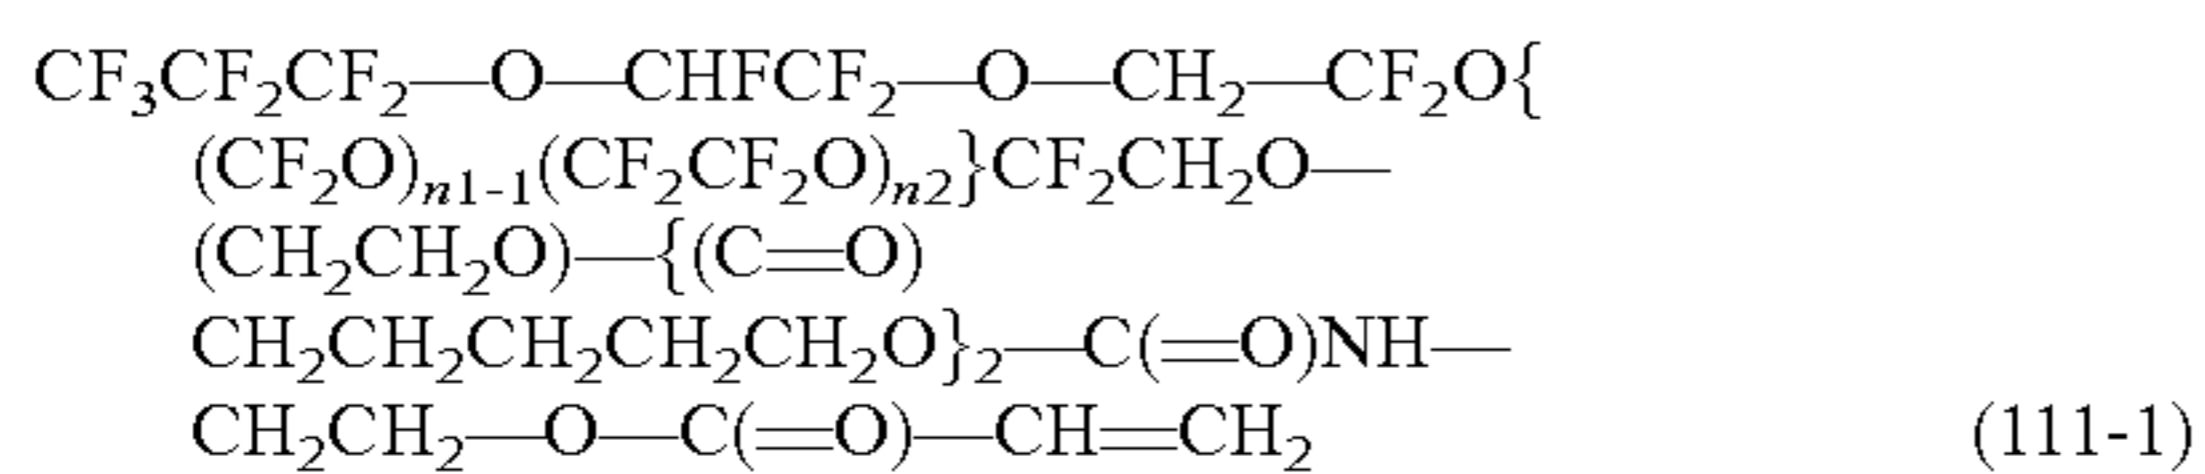 CF₃CF₂CF₂—O—CHFCF₂—O—CH₂—CF₂O{
(CF₂O)ₙ₁₋₁(CF₂CF₂O)ₙ₂}CF₂CH₂O—
(CH₂CH₂O)—{(C=O)
CH₂CH₂CH₂CH₂CH₂O}₂—C(=O)NH—
CH₂CH₂—O—C(=O)—CH=CH₂ (111-1)